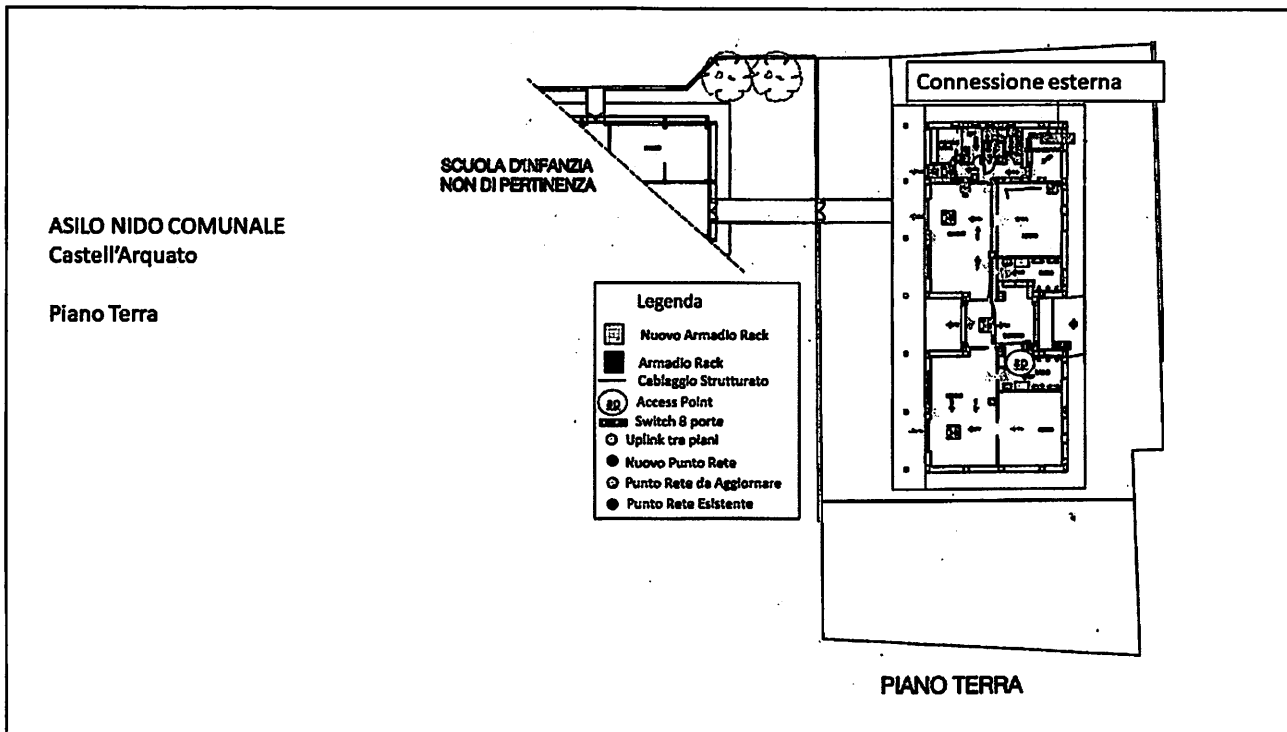 Connessione esterna
SCUOLA D'INFANZIA
NON DI PERTINENZA
ASILO NIDO COMUNALE
Castell'Arquato
Piano Terra
Legenda
Nuovo Armadio Rack
Armadio Rack
Cablaggio Strutturato
ap Access Point
Switch 8 porte
Uplink tra piani
Nuovo Punto Rete
Punto Rete da Aggiornare
Punto Rete Esistente
ap
PIANO TERRA